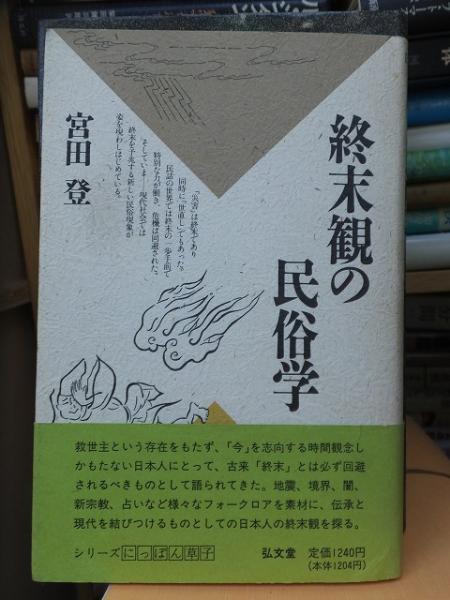 終末観の
民俗学
宮田 登
「災害」は終末であり
同時に、「世直し」でもあった。
民話の世界では終末の一歩手前で
特別な力が働き、危機は回避された。
そしていま――現代社会では
終末を予兆する新しい民俗現象が
姿を現わしはじめている。
救世主という存在をもたず、「今」を志向する時間観念し
かもたない日本人にとって、古来「終末」とは必ず回避
されるべきものとして語られてきた。地震、境界、闇、
新宗教、占いなど様々なフォークロアを素材に、伝承と
現代を結びつけるものとしての日本人の終末観を探る。
シリーズにっぽん草子
弘文堂 定価1240円
(本体1204円)